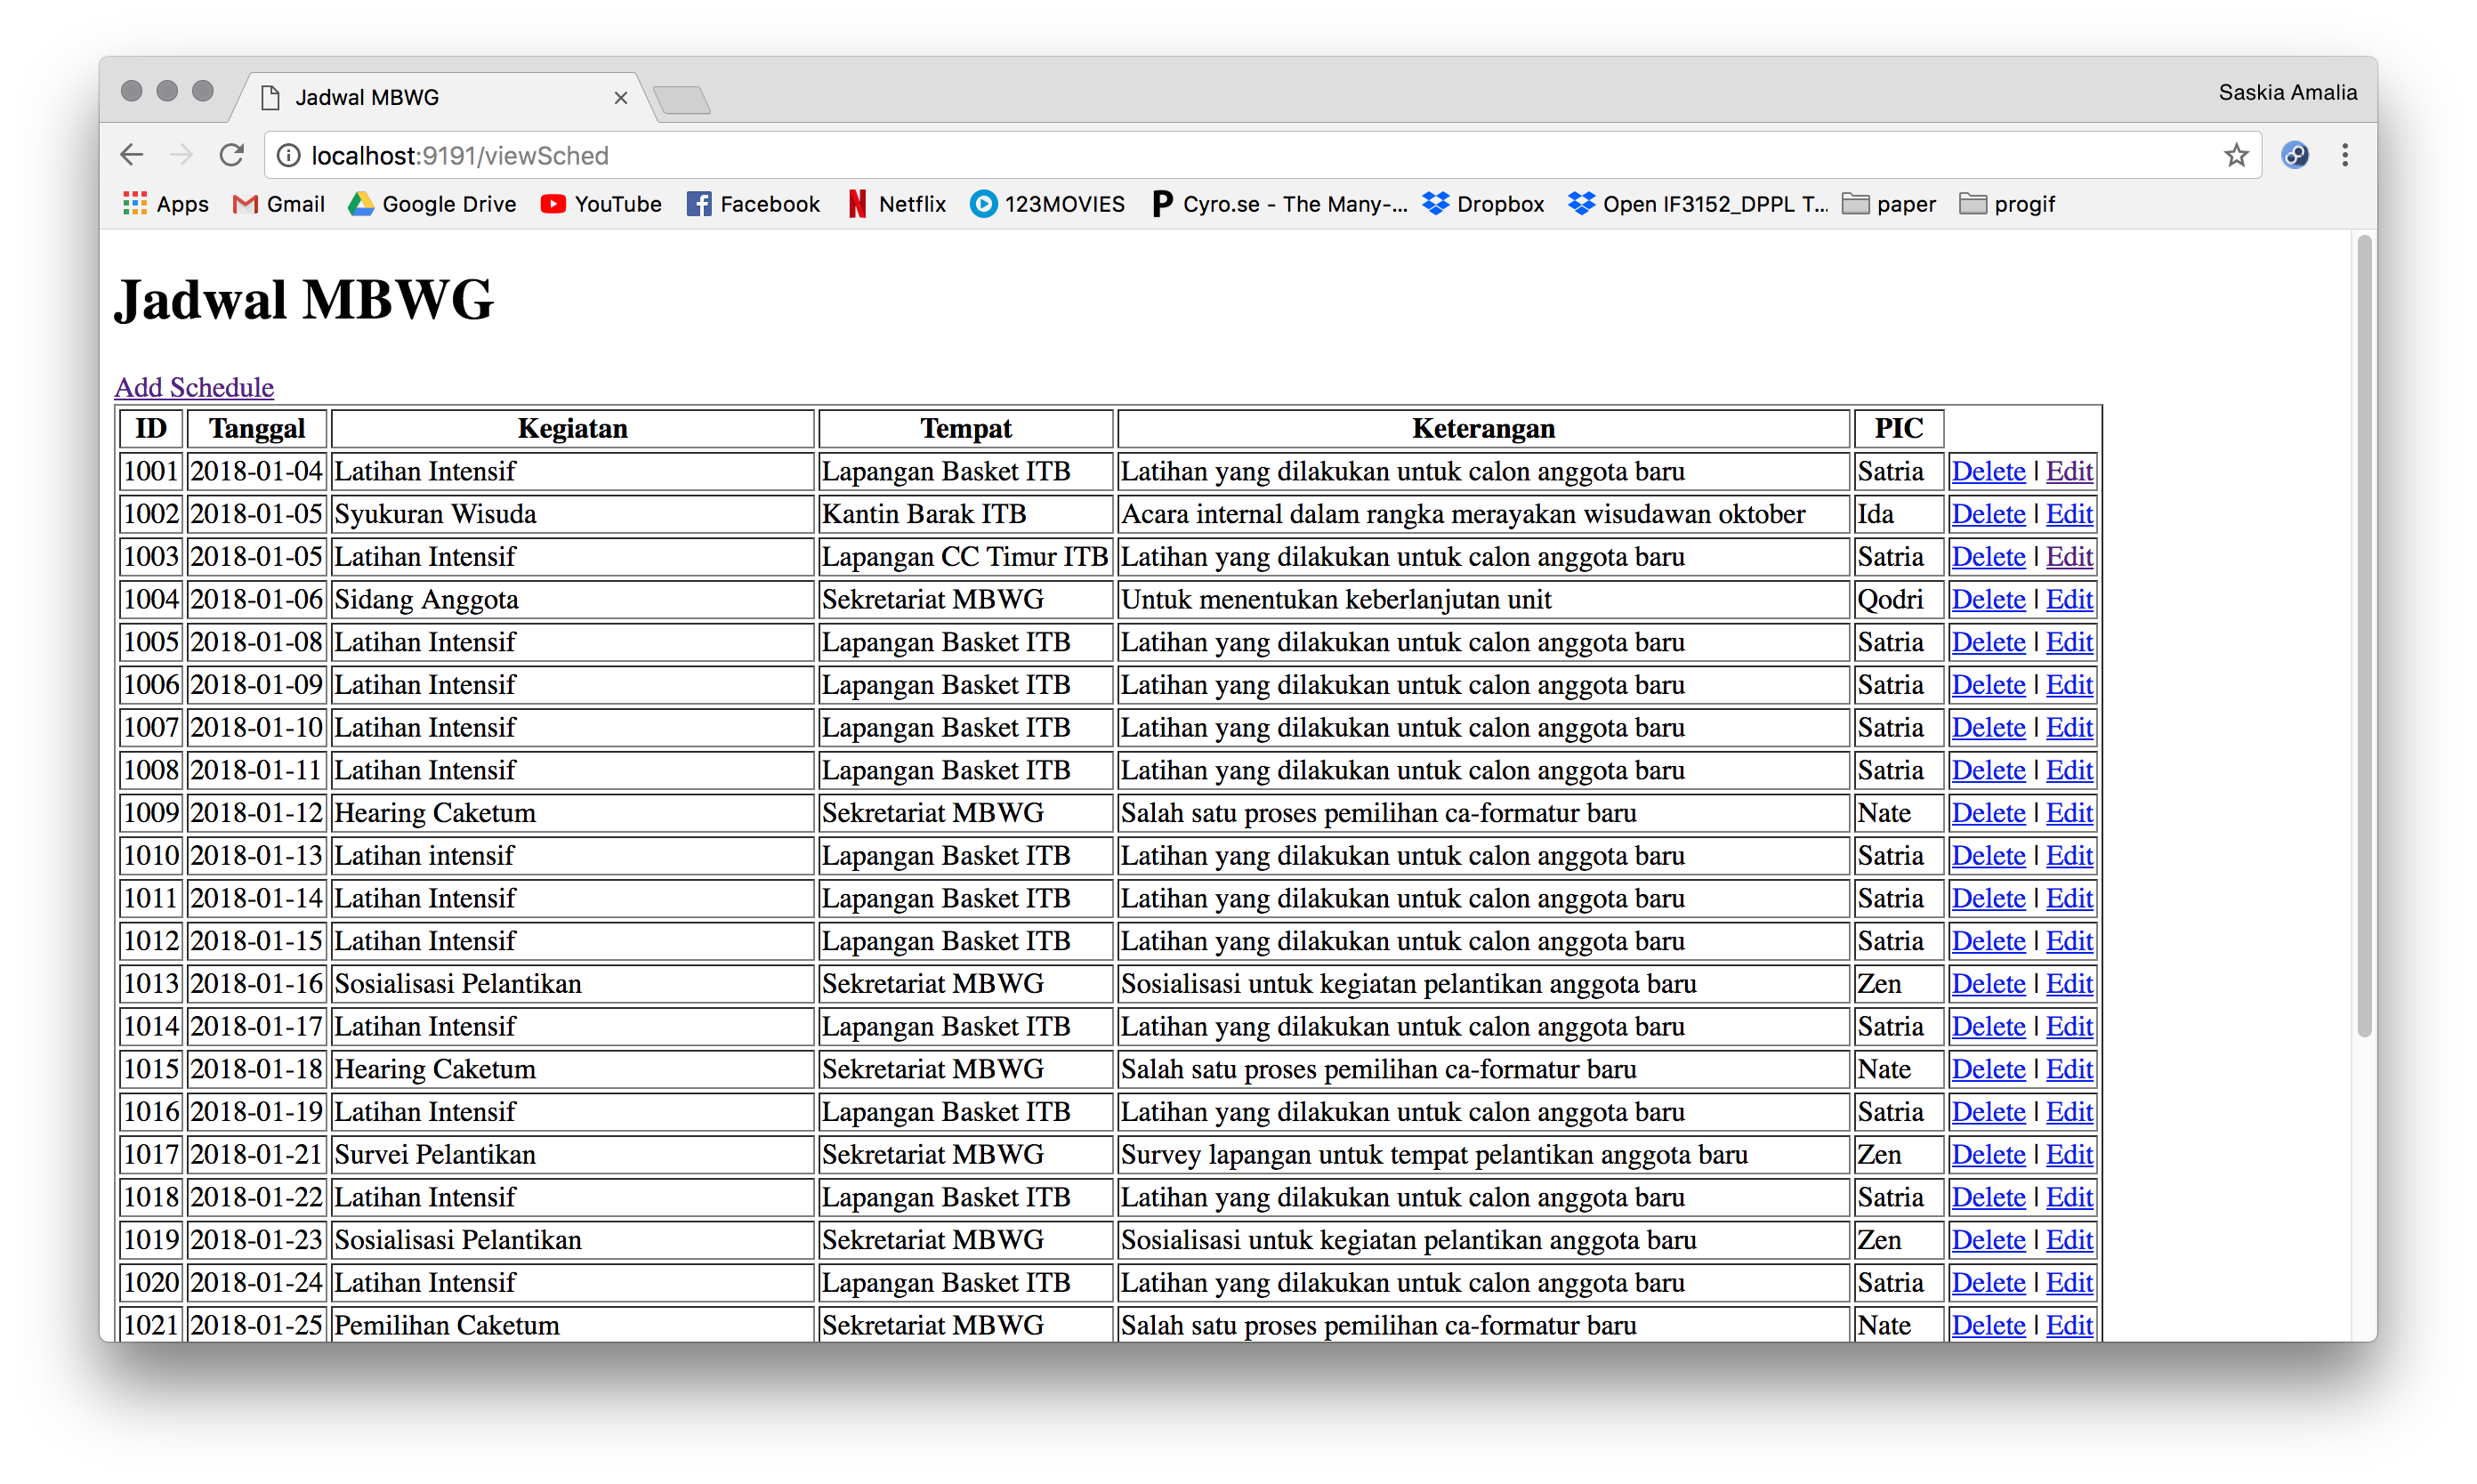 Jadwal MBWG
Saskia Amalia
localhost:9191/viewSched
Apps Gmail Google Drive YouTube Facebook Netflix 123MOVIES Cyro.se - The Many-... Dropbox Open IF3152_DPPL T... paper progif
Jadwal MBWG
Add Schedule
ID Tanggal Kegiatan Tempat Keterangan PIC
1001 2018-01-04 Latihan Intensif Lapangan Basket ITB Latihan yang dilakukan untuk calon anggota baru Satria Delete | Edit
1002 2018-01-05 Syukuran Wisuda Kantin Barak ITB Acara internal dalam rangka merayakan wisudawan oktober Ida Delete | Edit
1003 2018-01-05 Latihan Intensif Lapangan CC Timur ITB Latihan yang dilakukan untuk calon anggota baru Satria Delete | Edit
1004 2018-01-06 Sidang Anggota Sekretariat MBWG Untuk menentukan keberlanjutan unit Qodri Delete | Edit
1005 2018-01-08 Latihan Intensif Lapangan Basket ITB Latihan yang dilakukan untuk calon anggota baru Satria Delete | Edit
1006 2018-01-09 Latihan Intensif Lapangan Basket ITB Latihan yang dilakukan untuk calon anggota baru Satria Delete | Edit
1007 2018-01-10 Latihan Intensif Lapangan Basket ITB Latihan yang dilakukan untuk calon anggota baru Satria Delete | Edit
1008 2018-01-11 Latihan Intensif Lapangan Basket ITB Latihan yang dilakukan untuk calon anggota baru Satria Delete | Edit
1009 2018-01-12 Hearing Caketum Sekretariat MBWG Salah satu proses pemilihan ca-formatur baru Nate Delete | Edit
1010 2018-01-13 Latihan intensif Lapangan Basket ITB Latihan yang dilakukan untuk calon anggota baru Satria Delete | Edit
1011 2018-01-14 Latihan Intensif Lapangan Basket ITB Latihan yang dilakukan untuk calon anggota baru Satria Delete | Edit
1012 2018-01-15 Latihan Intensif Lapangan Basket ITB Latihan yang dilakukan untuk calon anggota baru Satria Delete | Edit
1013 2018-01-16 Sosialisasi Pelantikan Sekretariat MBWG Sosialisasi untuk kegiatan pelantikan anggota baru Zen Delete | Edit
1014 2018-01-17 Latihan Intensif Lapangan Basket ITB Latihan yang dilakukan untuk calon anggota baru Satria Delete | Edit
1015 2018-01-18 Hearing Caketum Sekretariat MBWG Salah satu proses pemilihan ca-formatur baru Nate Delete | Edit
1016 2018-01-19 Latihan Intensif Lapangan Basket ITB Latihan yang dilakukan untuk calon anggota baru Satria Delete | Edit
1017 2018-01-21 Survei Pelantikan Sekretariat MBWG Survey lapangan untuk tempat pelantikan anggota baru Zen Delete | Edit
1018 2018-01-22 Latihan Intensif Lapangan Basket ITB Latihan yang dilakukan untuk calon anggota baru Satria Delete | Edit
1019 2018-01-23 Sosialisasi Pelantikan Sekretariat MBWG Sosialisasi untuk kegiatan pelantikan anggota baru Zen Delete | Edit
1020 2018-01-24 Latihan Intensif Lapangan Basket ITB Latihan yang dilakukan untuk calon anggota baru Satria Delete | Edit
1021 2018-01-25 Pemilihan Caketum Sekretariat MBWG Salah satu proses pemilihan ca-formatur baru Nate Delete | Edit